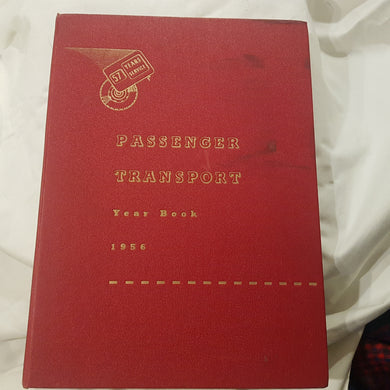 57 YEARS
SERVICE
PASSENGER
TRANSPORT
Year Book
1956